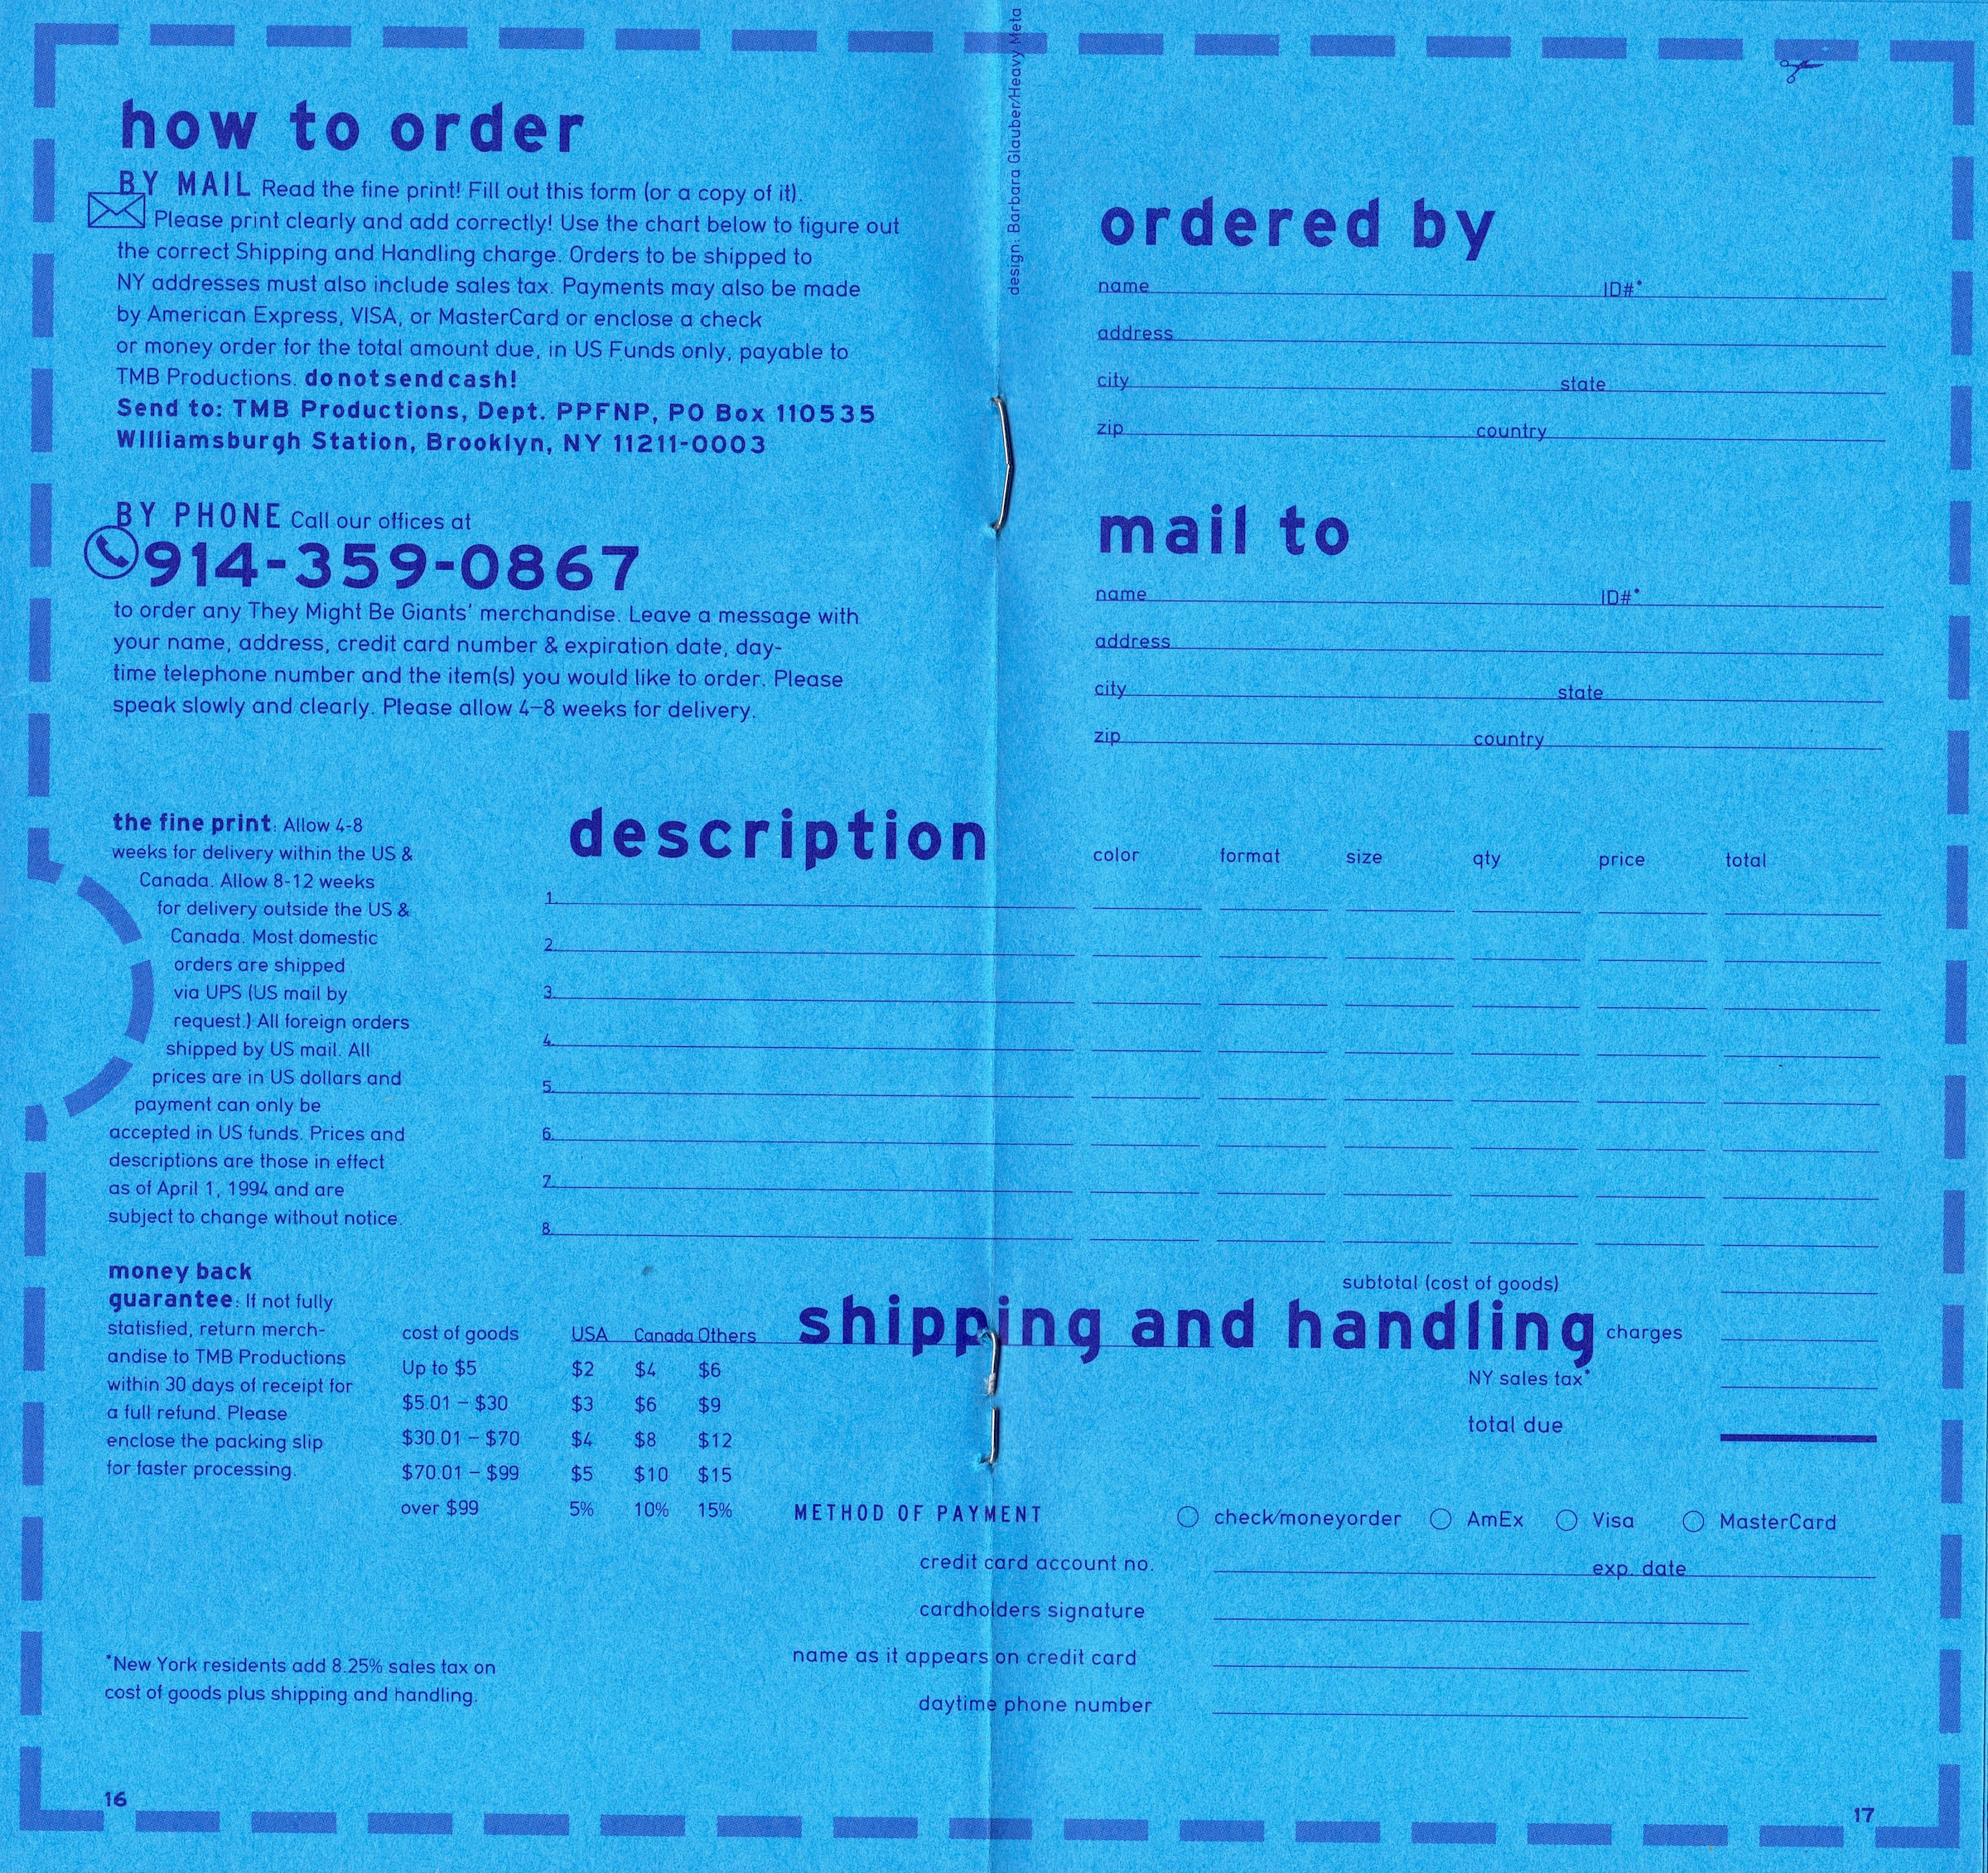 how to order
BY MAIL Read the fine print! Fill out this form (or a copy of it).
Please print clearly and add correctly! Use the chart below to figure out
the correct Shipping and Handling charge. Orders to be shipped to
NY addresses must also include sales tax. Payments may also be made
by American Express, VISA, or MasterCard or enclose a check
or money order for the total amount due, in US Funds only, payable to
TMB Productions. do not send cash!
Send to: TMB Productions, Dept. PPFNP, PO Box 110535
WIlliamsburgh Station, Brooklyn, NY 11211-0003
BY PHONE Call our offices at
914-359-0867
to order any They Might Be Giants' merchandise. Leave a message with
your name, address, credit card number & expiration date, day-
time telephone number and the item(s) you would like to order. Please
speak slowly and clearly. Please allow 4–8 weeks for delivery.
the fine print: Allow 4-8
weeks for delivery within the US &
Canada. Allow 8-12 weeks
for delivery outside the US &
Canada. Most domestic
orders are shipped
via UPS (US mail by
request.) All foreign orders
shipped by US mail. All
prices are in US dollars and
payment can only be
accepted in US funds. Prices and
descriptions are those in effect
as of April 1, 1994 and are
subject to change without notice.
money back
guarantee: If not fully
statisfied, return merch-
andise to TMB Productions
within 30 days of receipt for
a full refund. Please
enclose the packing slip
for faster processing.
design: Barbara Glauber/Heavy Meta
ordered by
name ID#*
address
city state
zip country
mail to
name ID#*
address
city state
zip country
description color format size qty price total
1.
2.
3.
4.
5.
6.
7.
8.
subtotal (cost of goods)
shipping and handling charges
NY sales tax*
total due
cost of goods USA Canada Others
Up to $5 $2 $4 $6
$5.01 – $30 $3 $6 $9
$30.01 – $70 $4 $8 $12
$70.01 – $99 $5 $10 $15
over $99 5% 10% 15%
METHOD OF PAYMENT check/moneyorder AmEx Visa MasterCard
credit card account no. exp. date
cardholders signature
name as it appears on credit card
daytime phone number
*New York residents add 8.25% sales tax on
cost of goods plus shipping and handling.
16
17